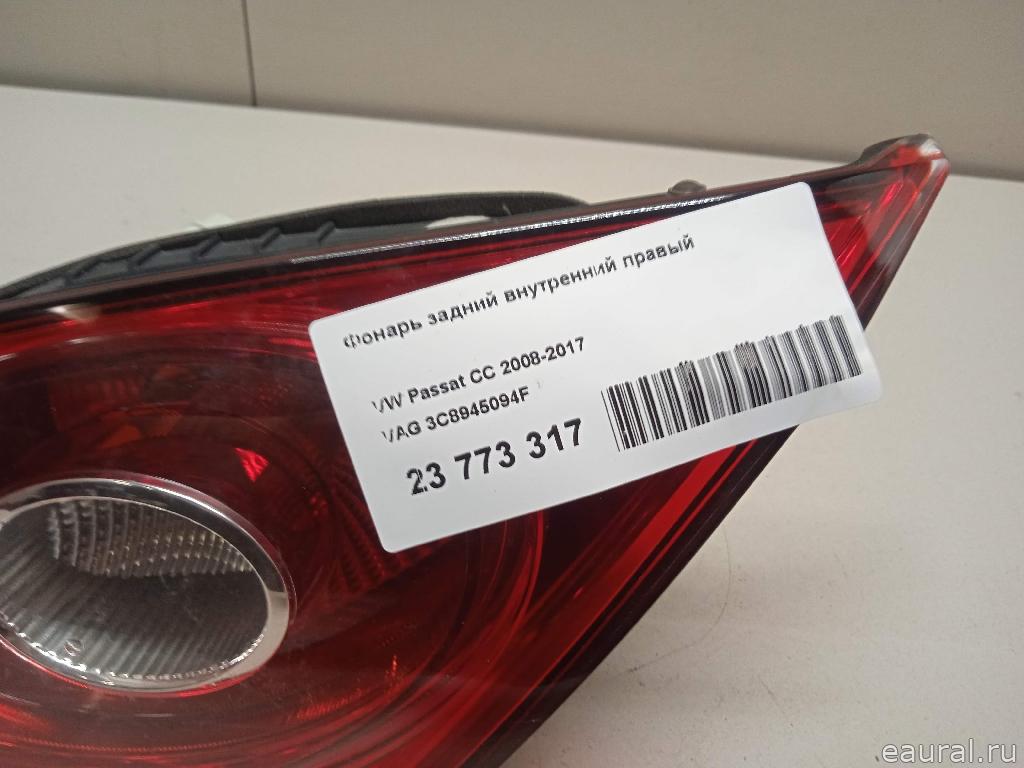 Фонарь задний внутренний правый
VW Passat CC 2008-2017
VAG 3C8945094F
23 773 317
eaural.ru